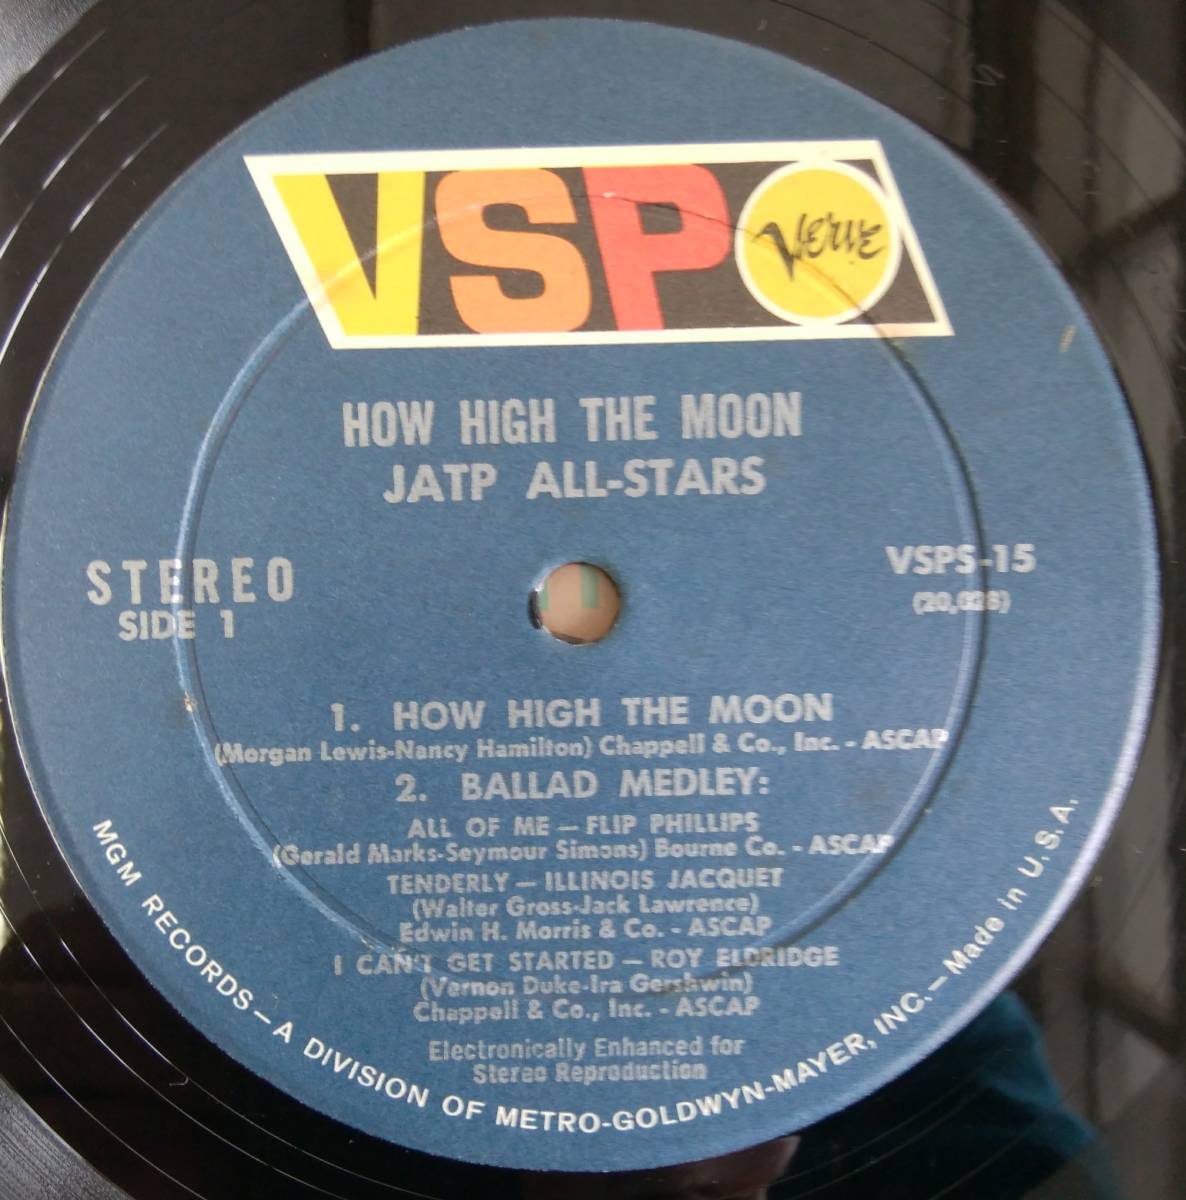 VSP Verve
HOW HIGH THE MOON
JATP ALL-STARS
STEREO
SIDE 1
VSPS-15
1. HOW HIGH THE MOON
(Morgan Lewis-Nancy Hamilton) Chappell & Co., Inc. - ASCAP
2. BALLAD MEDLEY:
ALL OF ME — FLIP PHILLIPS
(Gerald Marks-Seymour Simons) Bourne Co. - ASCAP
TENDERLY — ILLINOIS JACQUET
(Walter Gross-Jack Lawrence)
Edwin H. Morris & Co. - ASCAP
I CAN'T GET STARTED — ROY ELDRIDGE
(Vernon Duke-Ira Gershwin)
Chappell & Co., Inc. - ASCAP
Electronically Enhanced for
Stereo Reproduction
MGM RECORDS — A DIVISION OF METRO-GOLDWYN-MAYER, INC. — Made in U.S.A.